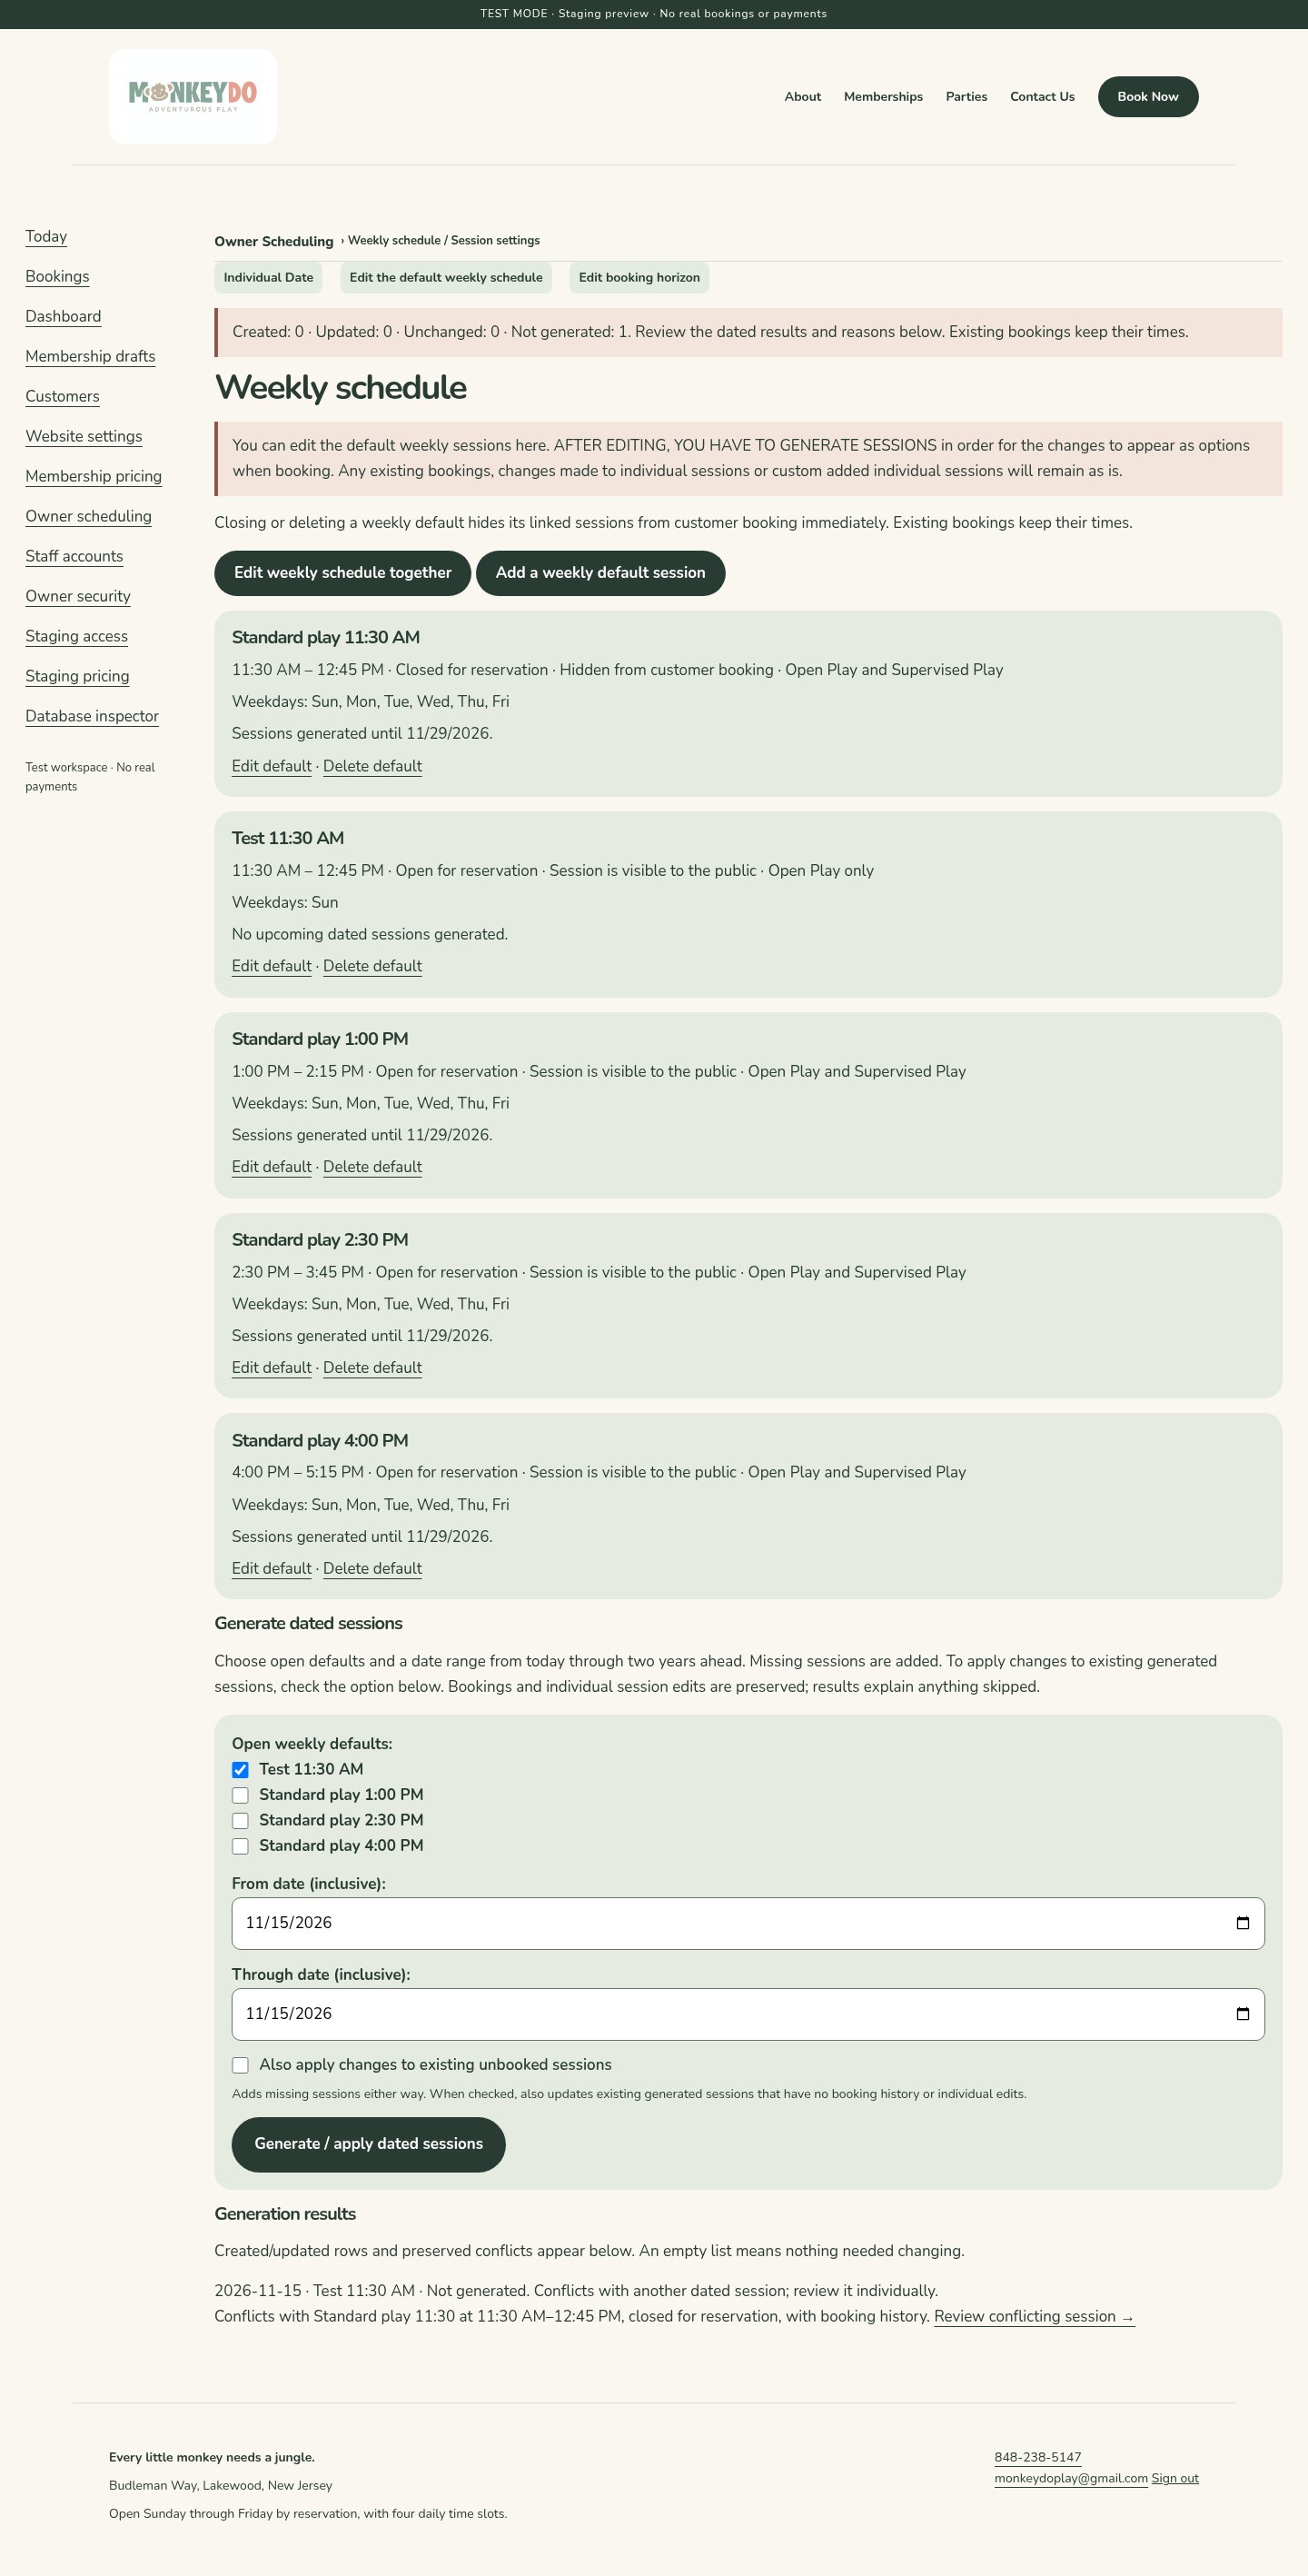 TEST MODE · Staging preview · No real bookings or payments
MONKEYDO
ADVENTUROUS PLAY
About Memberships Parties Contact Us Book Now
Today
Bookings
Dashboard
Membership drafts
Customers
Website settings
Membership pricing
Owner scheduling
Staff accounts
Owner security
Staging access
Staging pricing
Database inspector
Test workspace · No real
payments
Owner Scheduling › Weekly schedule / Session settings
Individual Date Edit the default weekly schedule Edit booking horizon
Created: 0 · Updated: 0 · Unchanged: 0 · Not generated: 1. Review the dated results and reasons below. Existing bookings keep their times.
Weekly schedule
You can edit the default weekly sessions here. AFTER EDITING, YOU HAVE TO GENERATE SESSIONS in order for the changes to appear as options
when booking. Any existing bookings, changes made to individual sessions or custom added individual sessions will remain as is.
Closing or deleting a weekly default hides its linked sessions from customer booking immediately. Existing bookings keep their times.
Edit weekly schedule together Add a weekly default session
Standard play 11:30 AM
11:30 AM – 12:45 PM · Closed for reservation · Hidden from customer booking · Open Play and Supervised Play
Weekdays: Sun, Mon, Tue, Wed, Thu, Fri
Sessions generated until 11/29/2026.
Edit default · Delete default
Test 11:30 AM
11:30 AM – 12:45 PM · Open for reservation · Session is visible to the public · Open Play only
Weekdays: Sun
No upcoming dated sessions generated.
Edit default · Delete default
Standard play 1:00 PM
1:00 PM – 2:15 PM · Open for reservation · Session is visible to the public · Open Play and Supervised Play
Weekdays: Sun, Mon, Tue, Wed, Thu, Fri
Sessions generated until 11/29/2026.
Edit default · Delete default
Standard play 2:30 PM
2:30 PM – 3:45 PM · Open for reservation · Session is visible to the public · Open Play and Supervised Play
Weekdays: Sun, Mon, Tue, Wed, Thu, Fri
Sessions generated until 11/29/2026.
Edit default · Delete default
Standard play 4:00 PM
4:00 PM – 5:15 PM · Open for reservation · Session is visible to the public · Open Play and Supervised Play
Weekdays: Sun, Mon, Tue, Wed, Thu, Fri
Sessions generated until 11/29/2026.
Edit default · Delete default
Generate dated sessions
Choose open defaults and a date range from today through two years ahead. Missing sessions are added. To apply changes to existing generated
sessions, check the option below. Bookings and individual session edits are preserved; results explain anything skipped.
Open weekly defaults:
Test 11:30 AM
Standard play 1:00 PM
Standard play 2:30 PM
Standard play 4:00 PM
From date (inclusive):
11/15/2026
Through date (inclusive):
11/15/2026
Also apply changes to existing unbooked sessions
Adds missing sessions either way. When checked, also updates existing generated sessions that have no booking history or individual edits.
Generate / apply dated sessions
Generation results
Created/updated rows and preserved conflicts appear below. An empty list means nothing needed changing.
2026-11-15 · Test 11:30 AM · Not generated. Conflicts with another dated session; review it individually.
Conflicts with Standard play 11:30 at 11:30 AM–12:45 PM, closed for reservation, with booking history. Review conflicting session →
Every little monkey needs a jungle.
Budleman Way, Lakewood, New Jersey
Open Sunday through Friday by reservation, with four daily time slots.
848-238-5147
monkeydoplay@gmail.com Sign out